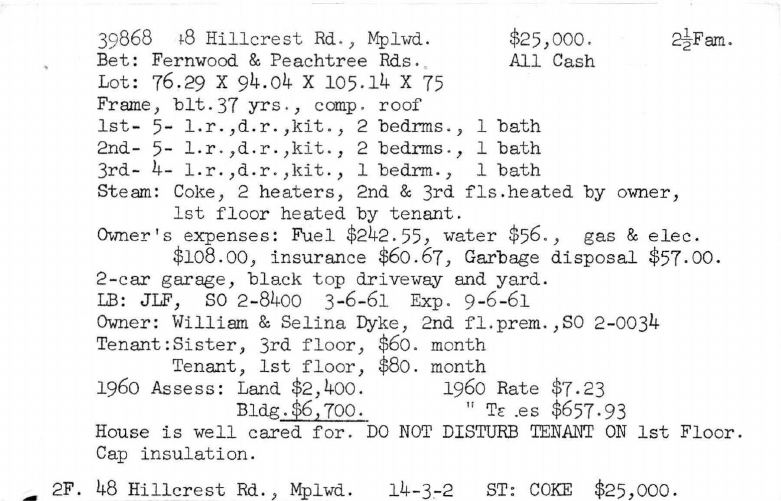 39868 48 Hillcrest Rd., Mplwd. $25,000. 2½Fam.
Bet: Fernwood & Peachtree Rds. All Cash
Lot: 76.29 X 94.04 X 105.14 X 75
Frame, blt.37 yrs., comp. roof
1st- 5- l.r.,d.r.,kit., 2 bedrms., 1 bath
2nd- 5- l.r.,d.r.,kit., 2 bedrms., 1 bath
3rd- 4- l.r.,d.r.,kit., 1 bedrm., 1 bath
Steam: Coke, 2 heaters, 2nd & 3rd fls.heated by owner,
1st floor heated by tenant.
Owner's expenses: Fuel $242.55, water $56., gas & elec.
$108.00, insurance $60.67, Garbage disposal $57.00.
2-car garage, black top driveway and yard.
LB: JLF, SO 2-8400 3-6-61 Exp. 9-6-61
Owner: William & Selina Dyke, 2nd fl.prem.,SO 2-0034
Tenant:Sister, 3rd floor, $60. month
Tenant, 1st floor, $80. month
1960 Assess: Land $2,400. 1960 Rate $7.23
Bldg.$6,700. " Taxes $657.93
House is well cared for. DO NOT DISTURB TENANT ON 1st Floor.
Cap insulation.
2F. 48 Hillcrest Rd., Mplwd. 14-3-2 ST: COKE $25,000.